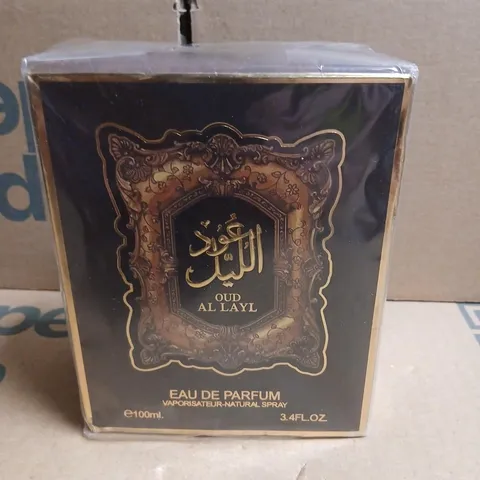 عود
الليل
OUD
AL LAYL
EAU DE PARFUM
VAPORISATEUR-NATURAL SPRAY
℮100ml.
3.4FL.OZ.